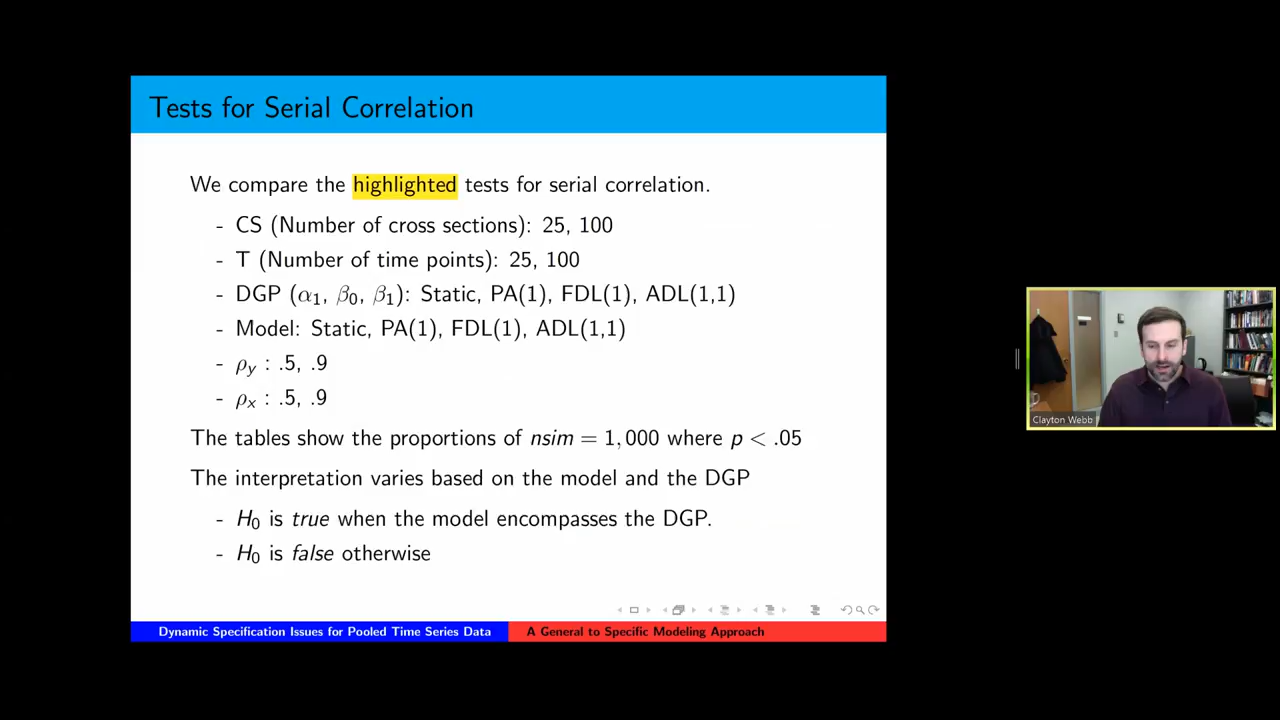 Tests for Serial Correlation
We compare the highlighted tests for serial correlation.
- CS (Number of cross sections): 25, 100
- T (Number of time points): 25, 100
- DGP (α₁, β₀, β₁): Static, PA(1), FDL(1), ADL(1,1)
- Model: Static, PA(1), FDL(1), ADL(1,1)
- ρy : .5, .9
- ρx : .5, .9
The tables show the proportions of nsim = 1, 000 where p < .05
The interpretation varies based on the model and the DGP
- H₀ is true when the model encompasses the DGP.
- H₀ is false otherwise
Dynamic Specification Issues for Pooled Time Series Data
A General to Specific Modeling Approach
Clayton Webb